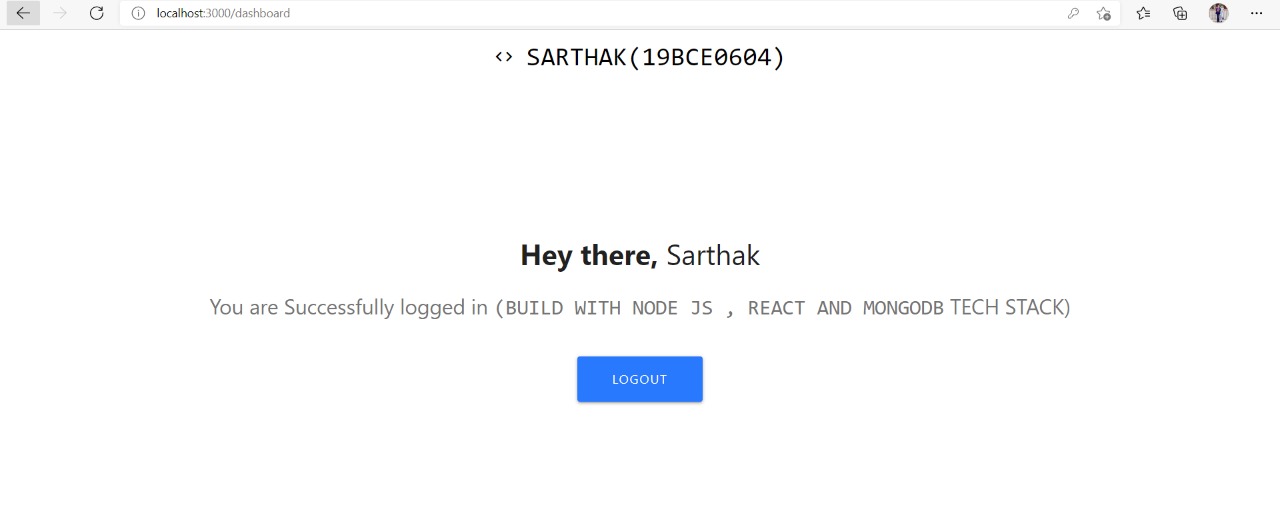 localhost:3000/dashboard
<> SARTHAK(19BCE0604)
Hey there, Sarthak
You are Successfully logged in (BUILD WITH NODE JS , REACT AND MONGODB TECH STACK)
LOGOUT